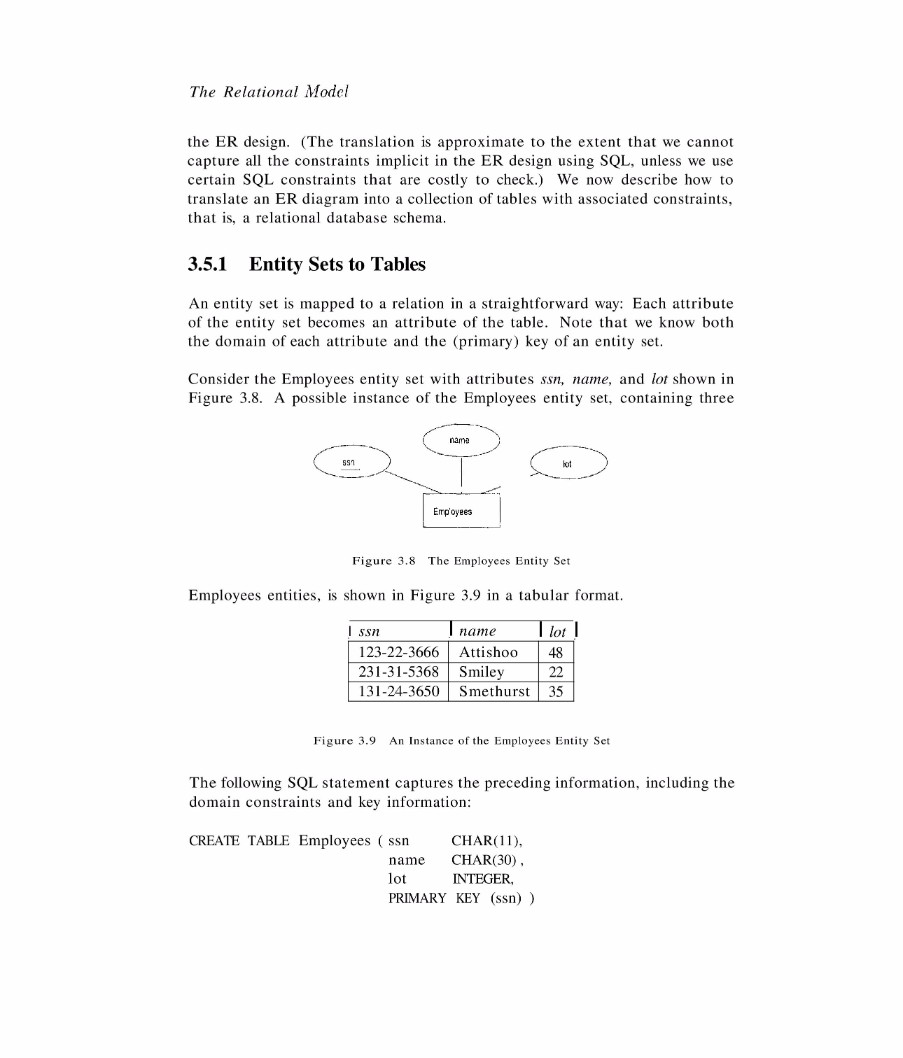 The Relational Model
the ER design. (The translation is approximate to the extent that we cannot
capture all the constraints implicit in the ER design using SQL, unless we use
certain SQL constraints that are costly to check.) We now describe how to
translate an ER diagram into a collection of tables with associated constraints,
that is, a relational database schema.
3.5.1 Entity Sets to Tables
An entity set is mapped to a relation in a straightforward way: Each attribute
of the entity set becomes an attribute of the table. Note that we know both
the domain of each attribute and the (primary) key of an entity set.
Consider the Employees entity set with attributes ssn, name, and lot shown in
Figure 3.8. A possible instance of the Employees entity set, containing three
name
ssn lot
Employees
Figure 3.8 The Employees Entity Set
Employees entities, is shown in Figure 3.9 in a tabular format.
ssn name lot
123-22-3666 Attishoo 48
231-31-5368 Smiley 22
131-24-3650 Smethurst 35
Figure 3.9 An Instance of the Employees Entity Set
The following SQL statement captures the preceding information, including the
domain constraints and key information:
CREATE TABLE Employees ( ssn CHAR(11),
name CHAR(30) ,
lot INTEGER,
PRIMARY KEY (ssn) )